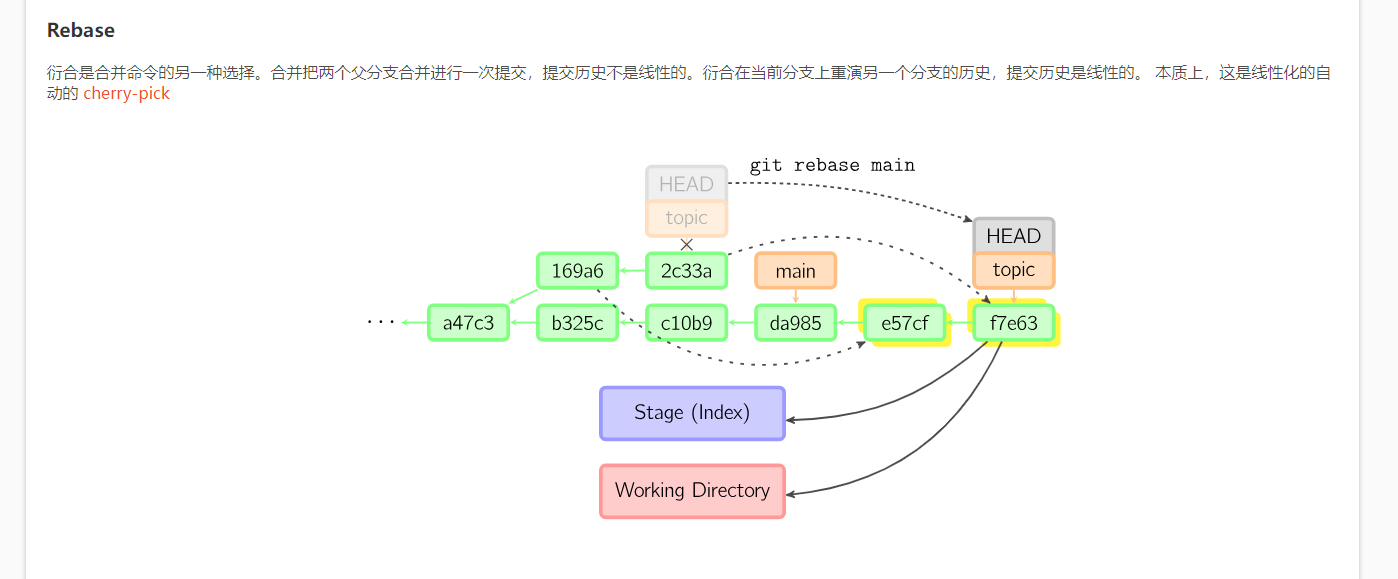 Rebase
衍合是合并命令的另一种选择。合并把两个父分支合并进行一次提交，提交历史不是线性的。衍合在当前分支上重演另一个分支的历史，提交历史是线性的。 本质上，这是线性化的自
动的 cherry-pick
git rebase main
HEAD
topic
HEAD
topic
169a6
2c33a
main
... a47c3
b325c
c10b9
da985
e57cf
f7e63
Stage (Index)
Working Directory